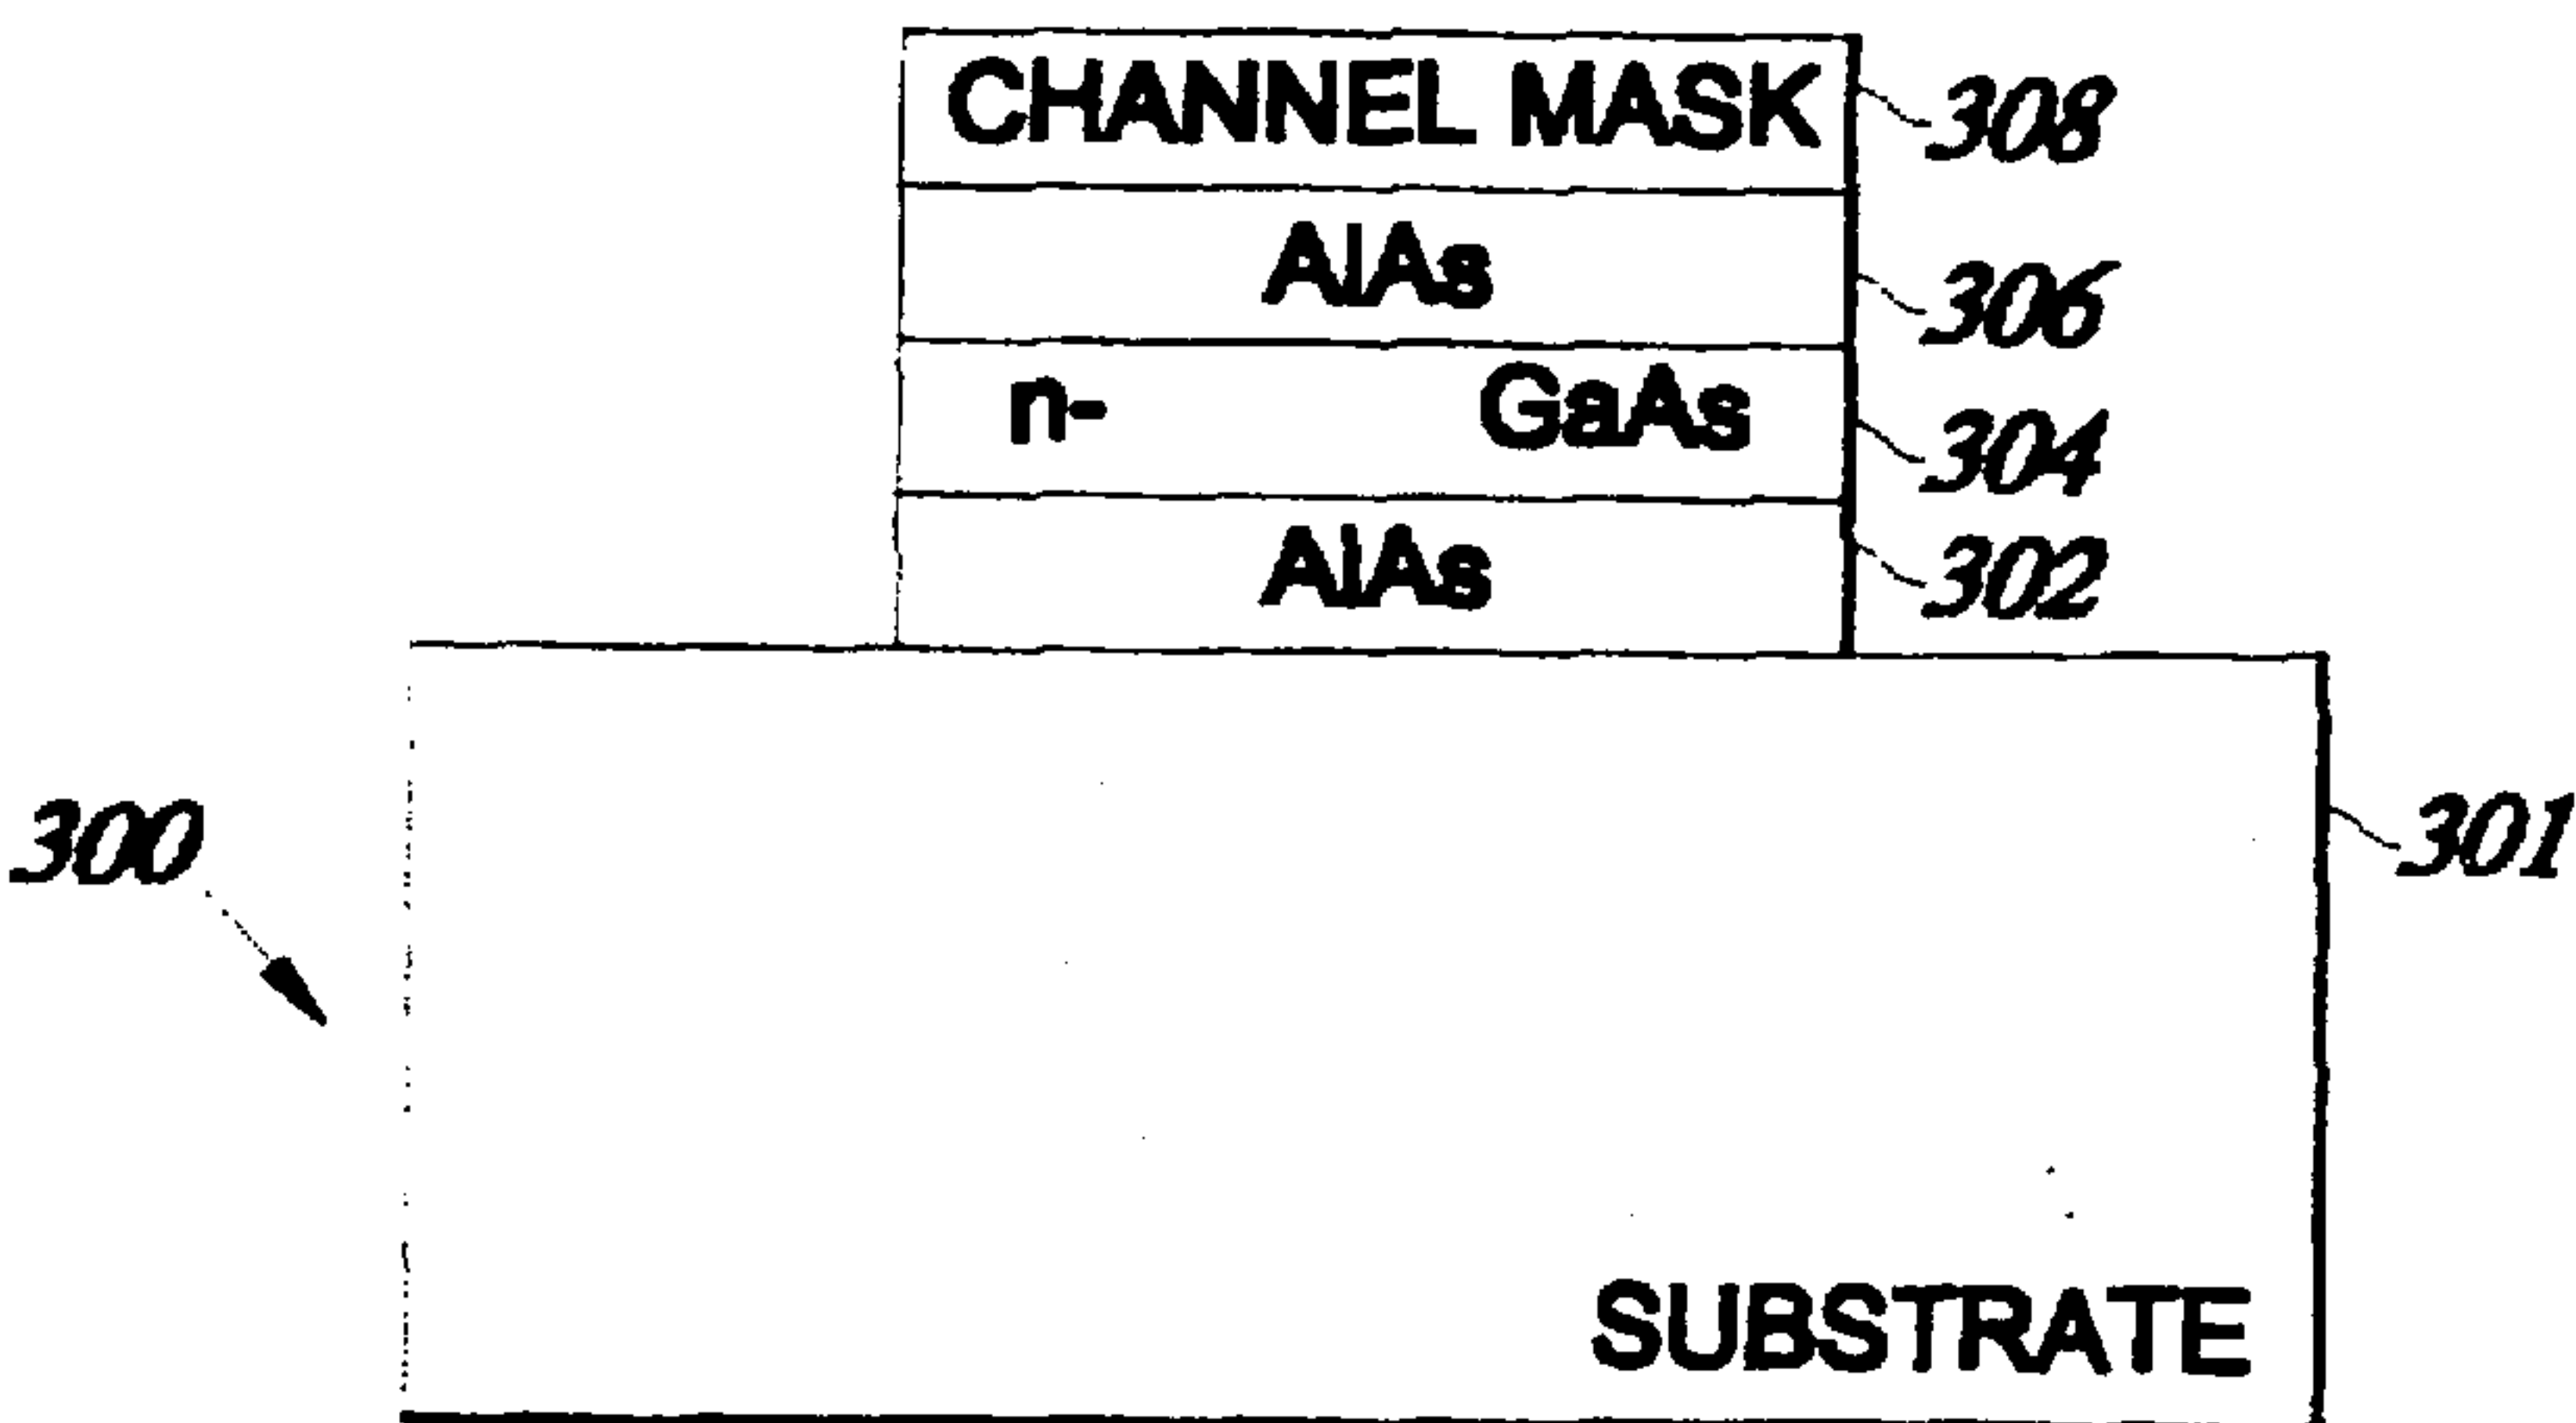 CHANNEL MASK 308
AlAs 306
n- GaAs 304
AlAs 302
300 301
SUBSTRATE